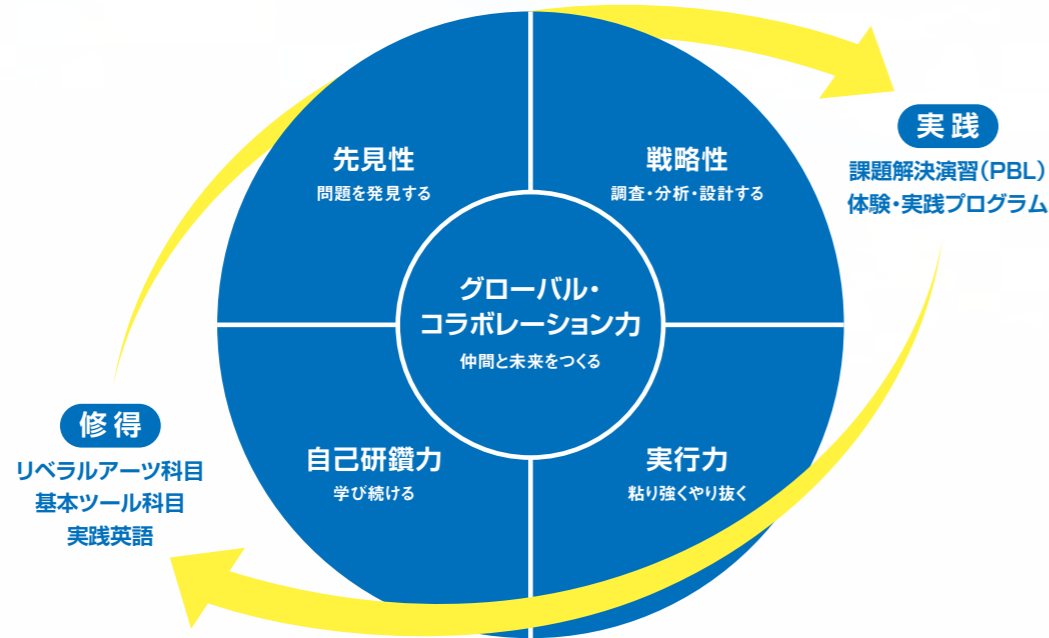 先見性
問題を発見する
戦略性
調査・分析・設計する
グローバル・
コラボレーション力
仲間と未来をつくる
自己研鑽力
学び続ける
実行力
粘り強くやり抜く
実践
課題解決演習(PBL)
体験・実践プログラム
修得
リベラルアーツ科目
基本ツール科目
実践英語